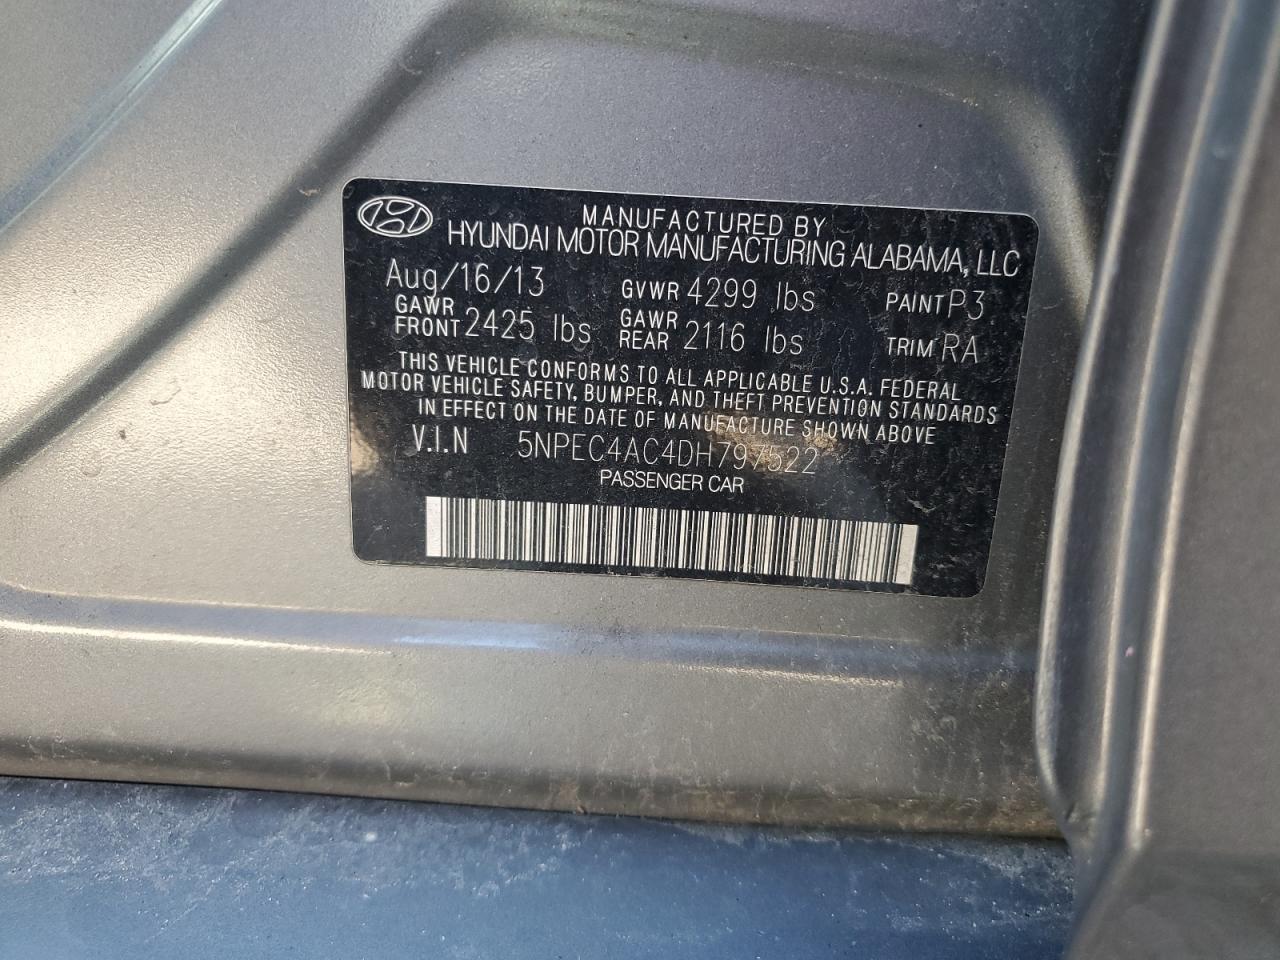 MANUFACTURED BY
HYUNDAI MOTOR MANUFACTURING ALABAMA, LLC
Aug/16/13 GVWR 4299 lbs PAINT P3
GAWR FRONT 2425 lbs GAWR REAR 2116 lbs TRIM RA
THIS VEHICLE CONFORMS TO ALL APPLICABLE U.S.A. FEDERAL
MOTOR VEHICLE SAFETY, BUMPER, AND THEFT PREVENTION STANDARDS
IN EFFECT ON THE DATE OF MANUFACTURE SHOWN ABOVE
V.I.N 5NPEC4AC4DH797522
PASSENGER CAR